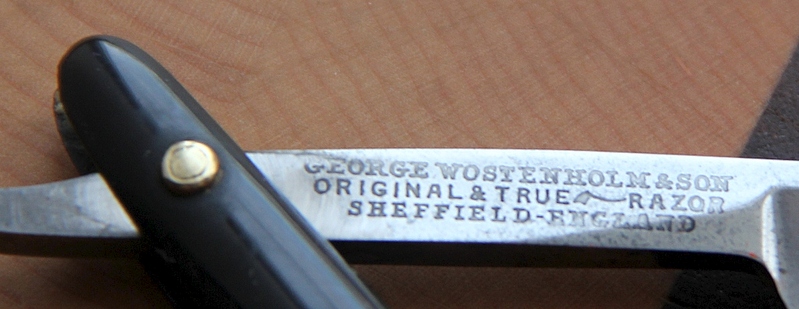 GEORGE WOSTENHOLM & SON
ORIGINAL & TRUE RAZOR
SHEFFIELD - ENGLAND